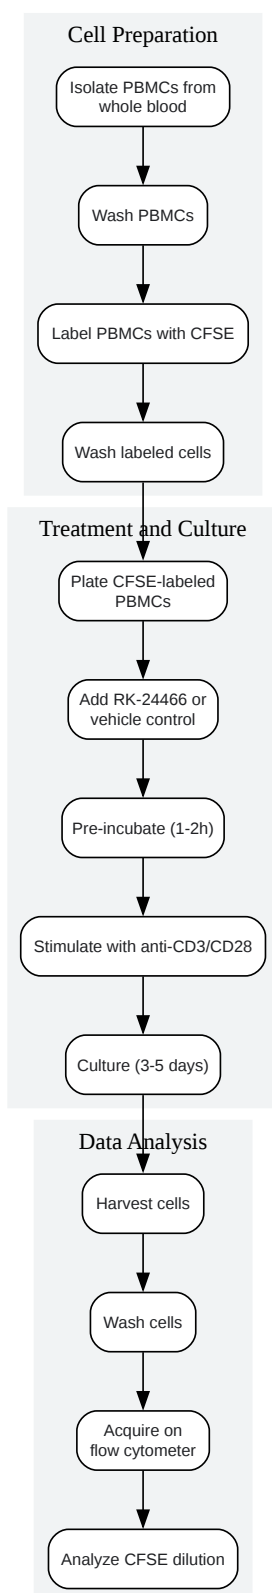 Cell Preparation
Isolate PBMCs from
whole blood
Wash PBMCs
Label PBMCs with CFSE
Wash labeled cells
Treatment and Culture
Plate CFSE-labeled
PBMCs
Add RK-24466 or
vehicle control
Pre-incubate (1-2h)
Stimulate with anti-CD3/CD28
Culture (3-5 days)
Data Analysis
Harvest cells
Wash cells
Acquire on
flow cytometer
Analyze CFSE dilution